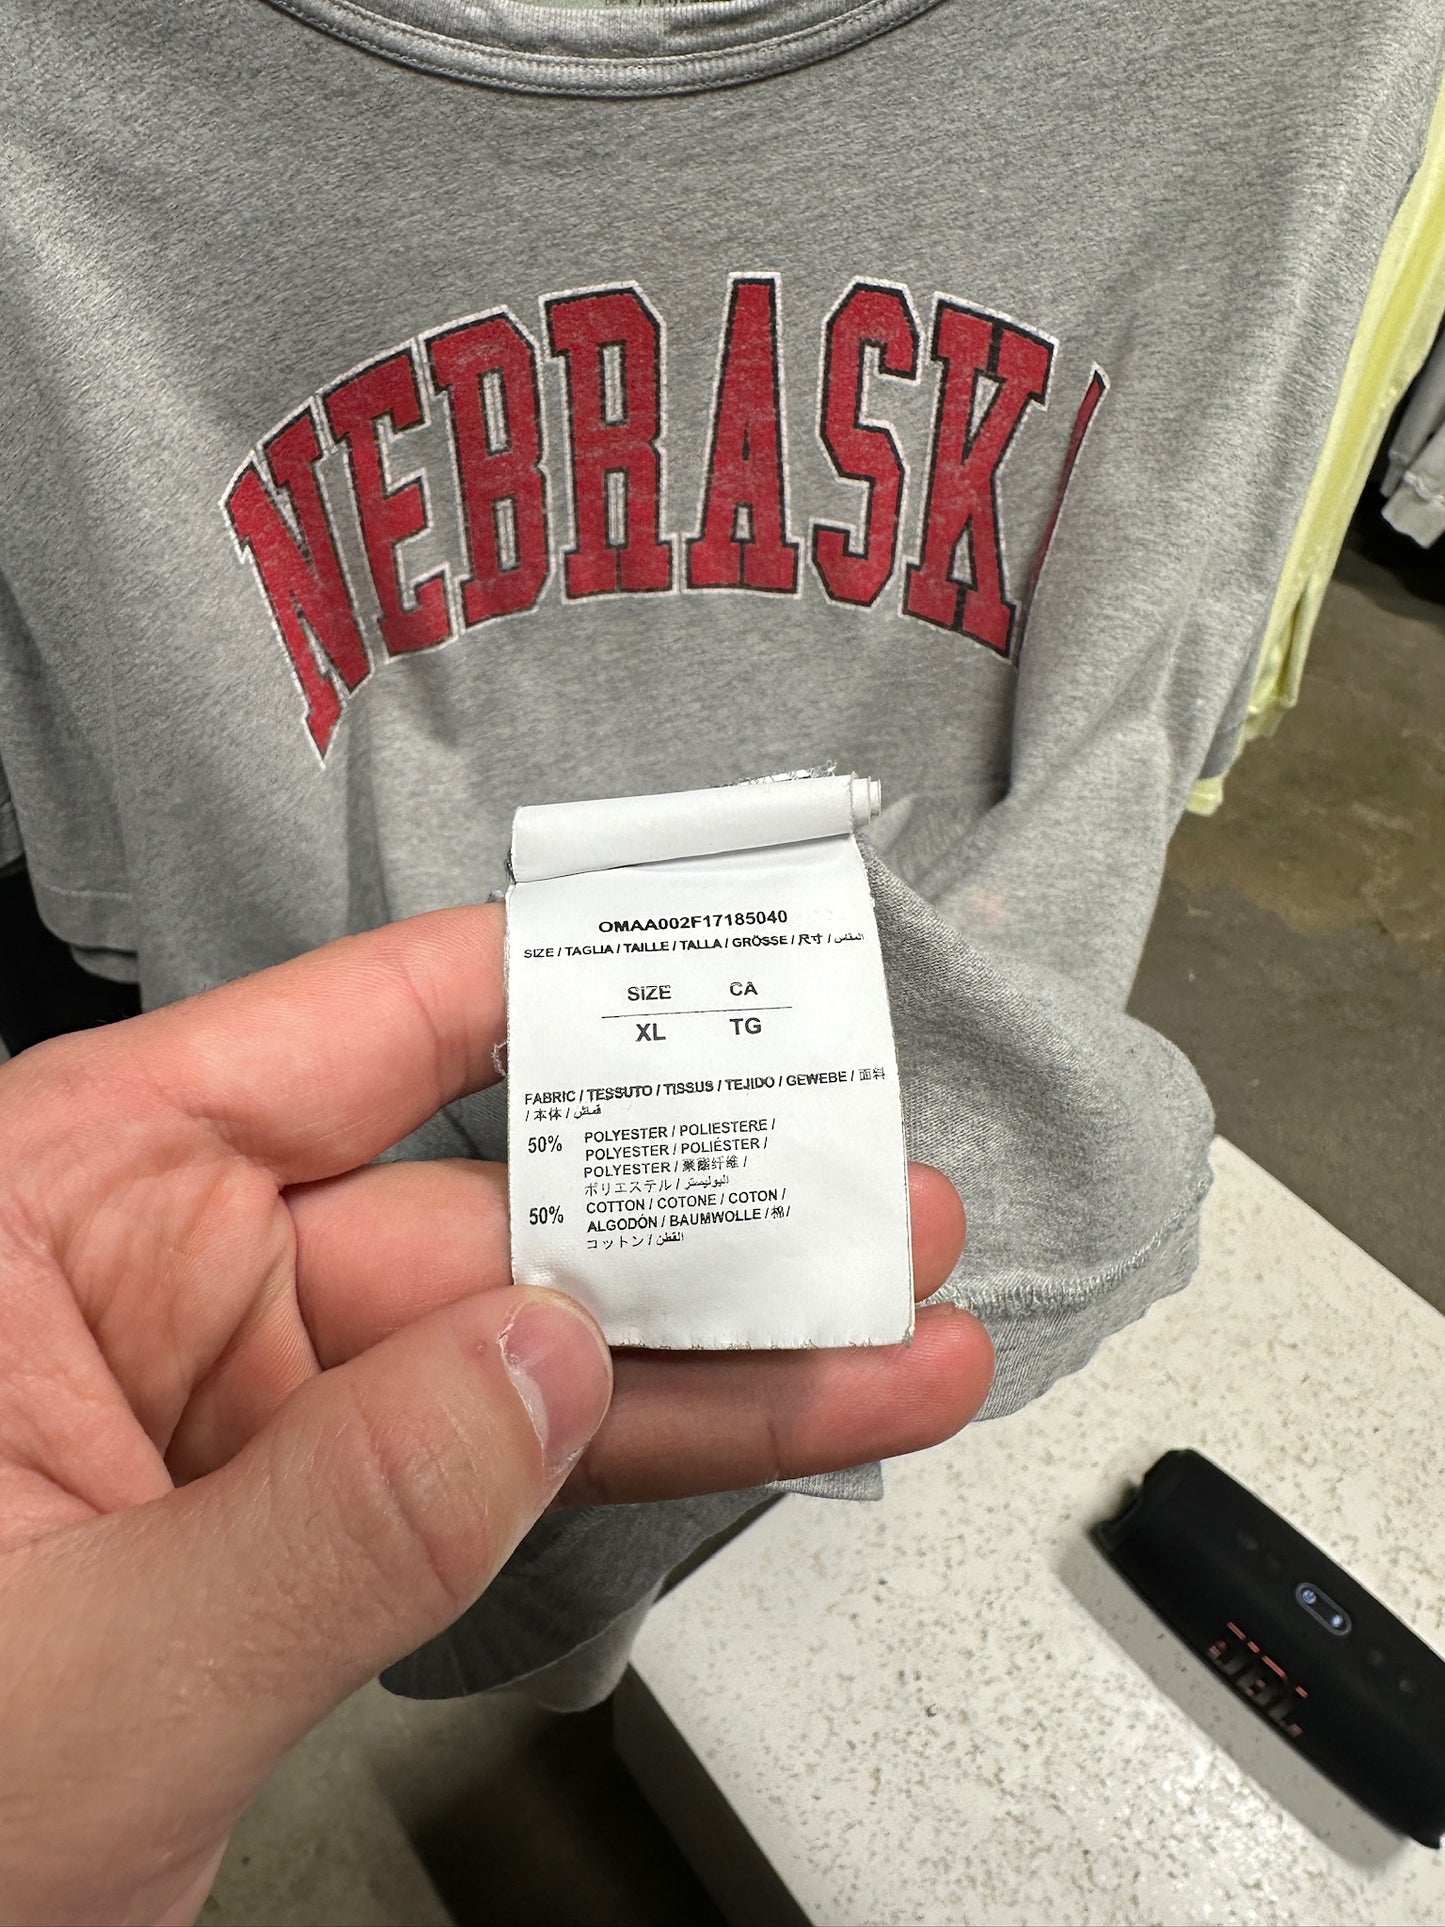 NEBRASK
OMAA002F17185040
SIZE / TAGLIA / TAILLE / TALLA / GRÖSSE / 尺寸 / المقاس
SIZE CA
XL TG
FABRIC / TESSUTO / TISSUS / TEJIDO / GEWEBE / 面料
/ 本体 / قماش
50% POLYESTER / POLIESTERE /
POLYESTER / POLIÉSTER /
POLYESTER / 聚酯纤维 /
ポリエステル / البوليستر
50% COTTON / COTONE / COTON /
ALGODÓN / BAUMWOLLE / 棉 /
コットン / القطن
JBL